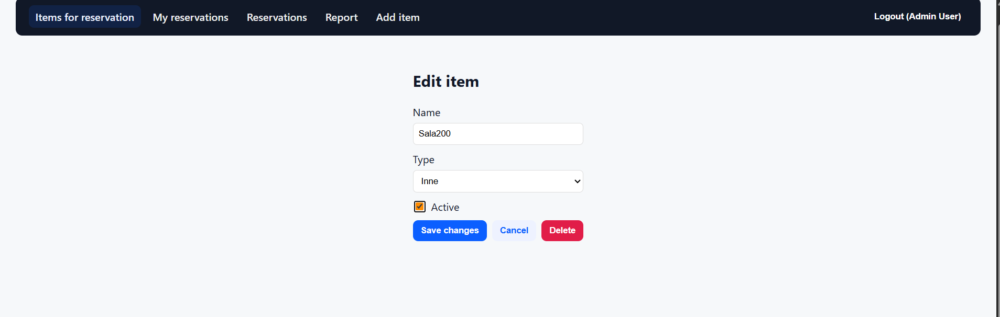 Items for reservation My reservations Reservations Report Add item Logout (Admin User)
Edit item
Name
Sala200
Type
Inne
Active
Save changes Cancel Delete